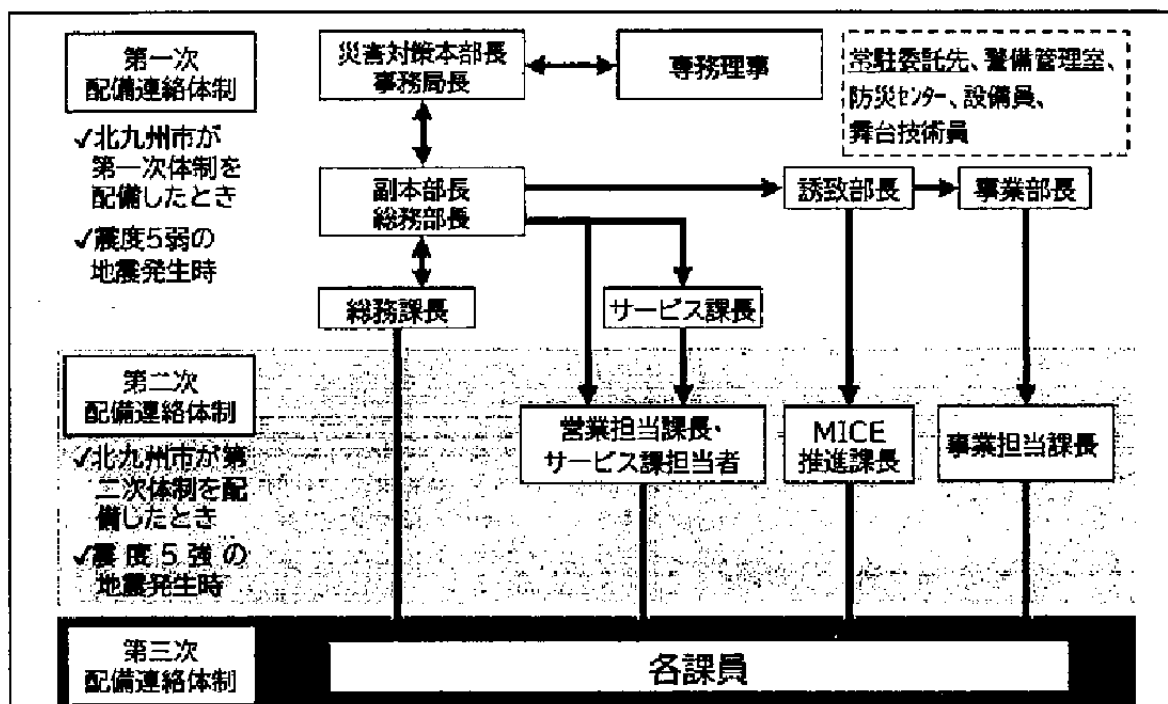 第一次
配備連絡体制
✓北九州市が
第一次体制を
配備したとき
✓震度5弱の
地震発生時
災害対策本部長
事務局長
専務理事
常駐委託先、警備管理室、
防災センター、設備員、
舞台技術員
副本部長
総務部長
誘致部長
事業部長
総務課長
サービス課長
第二次
配備連絡体制
✓北九州市が第
二次体制を配
備したとき
✓震度5強の
地震発生時
営業担当課長・
サービス課担当者
MICE
推進課長
事業担当課長
第三次
配備連絡体制
各課員